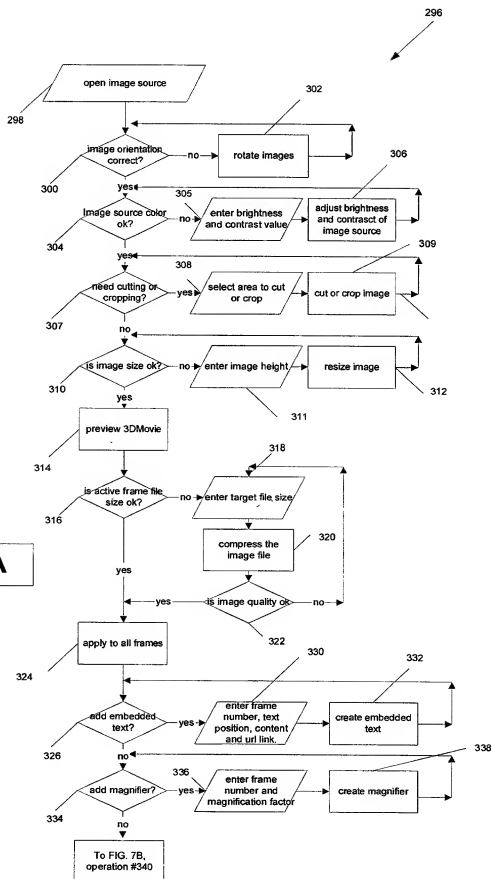 296
open image source
298
302
image orientation
correct?
no
rotate images
300
yes
305
306
Image source color
ok?
no
enter brightness
and contrast value
adjust brightness
and contrasct of
image source
304
yes
308
309
need cutting or
cropping?
yes
select area to cut
or crop
cut or crop image
307
no
is image size ok?
no
enter image height
resize image
310
311
312
yes
preview 3DMovie
314
318
is active frame file
size ok?
no
enter target file, size
316
compress the
image file
320
yes
A
yes
is image quality ok
no
322
apply to all frames
324
330
332
add embedded
text?
yes
enter frame
number, text
position, content
and url link.
create embedded
text
326
no
336
338
add magnifier?
yes
enter frame
number and
magnification factor
create magnifier
334
no
To FIG. 7B,
operation #340